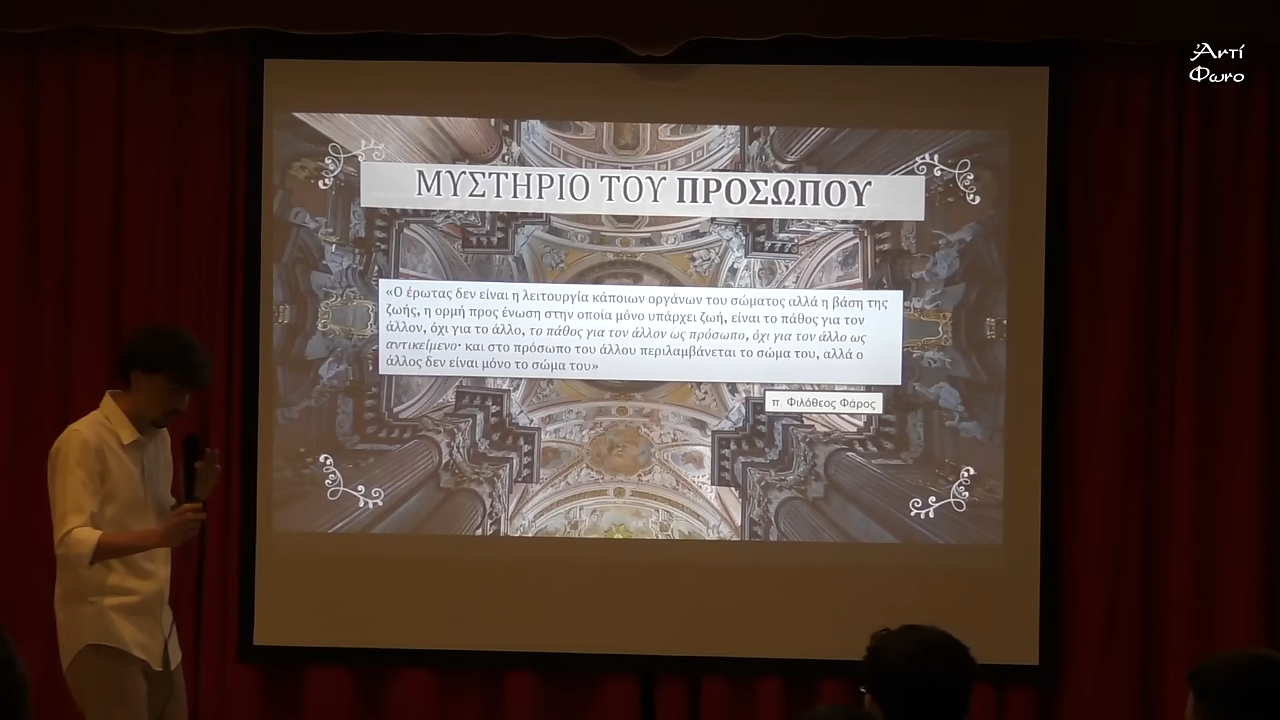 Ἀντί
Φωνο
ΜΥΣΤΗΡΙΟ ΤΟΥ ΠΡΟΣΩΠΟΥ
«Ο έρωτας δεν είναι η λειτουργία κάποιων οργάνων του σώματος αλλά η βάση της
ζωής, η ορμή προς ένωση στην οποία μόνο υπάρχει ζωή, είναι το πάθος για τον
άλλον, όχι για το άλλο, το πάθος για τον άλλον ως πρόσωπο, όχι για τον άλλο ως
αντικείμενο· και στο πρόσωπο του άλλου περιλαμβάνεται το σώμα του, αλλά ο
άλλος δεν είναι μόνο το σώμα του»
π. Φιλόθεος Φάρος